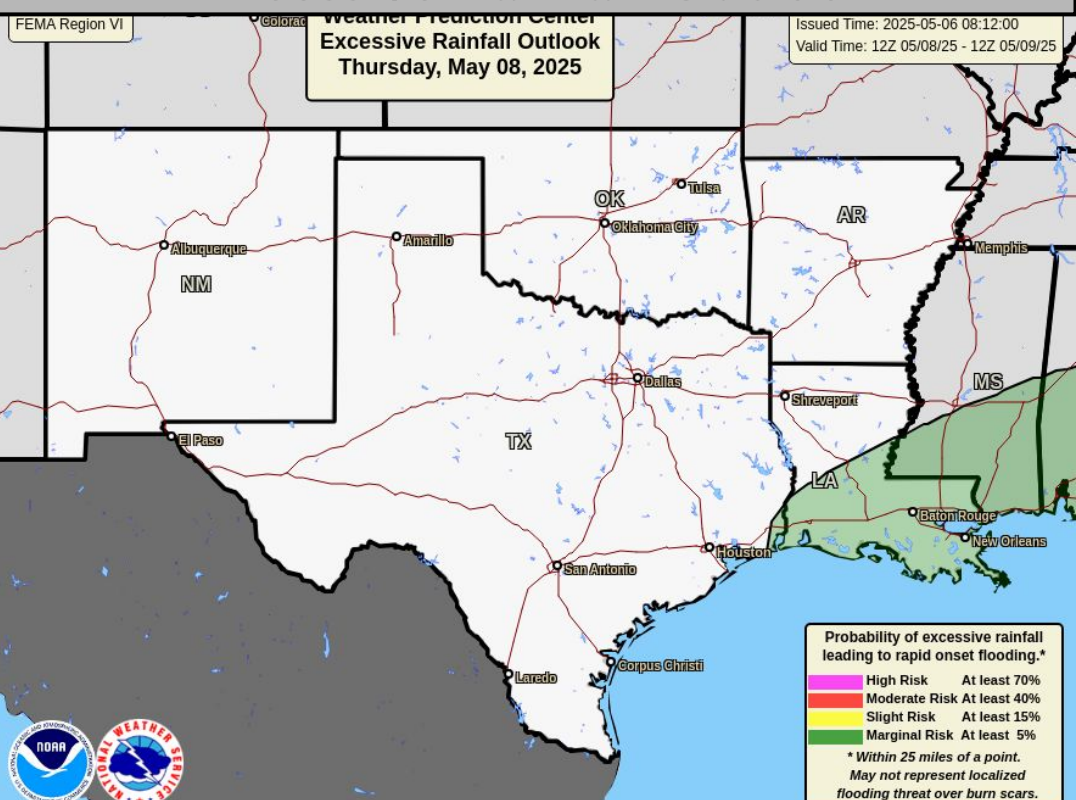 FEMA Region VI
Weather Prediction Center
Excessive Rainfall Outlook
Thursday, May 08, 2025
Issued Time: 2025-05-06 08:12:00
Valid Time: 12Z 05/08/25 - 12Z 05/09/25
Colorad
OK
Tulsa
Oklahoma City
AR
Amarillo
Albuquerque
Memphis
NM
Dallas
MS
Shreveport
El Paso
TX
LA
Baton Rouge
New Orleans
Houston
San Antonio
Corpus Christi
Laredo
Probability of excessive rainfall
leading to rapid onset flooding.*
High Risk At least 70%
Moderate Risk At least 40%
Slight Risk At least 15%
Marginal Risk At least 5%
* Within 25 miles of a point.
May not represent localized
flooding threat over burn scars.
NOAA
NATIONAL WEATHER SERVICE